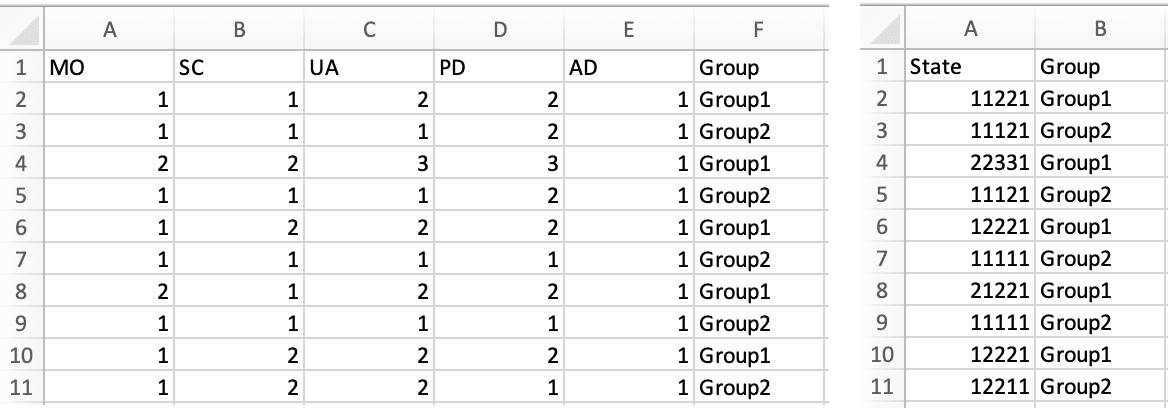 A B C D E F A B
1 MO SC UA PD AD Group 1 State Group
2 1 1 2 2 1 Group1 2 11221 Group1
3 1 1 1 2 1 Group2 3 11121 Group2
4 2 2 3 3 1 Group1 4 22331 Group1
5 1 1 1 2 1 Group2 5 11121 Group2
6 1 2 2 2 1 Group1 6 12221 Group1
7 1 1 1 1 1 Group2 7 11111 Group2
8 2 1 2 2 1 Group1 8 21221 Group1
9 1 1 1 1 1 Group2 9 11111 Group2
10 1 2 2 2 1 Group1 10 12221 Group1
11 1 2 2 1 1 Group2 11 12211 Group2